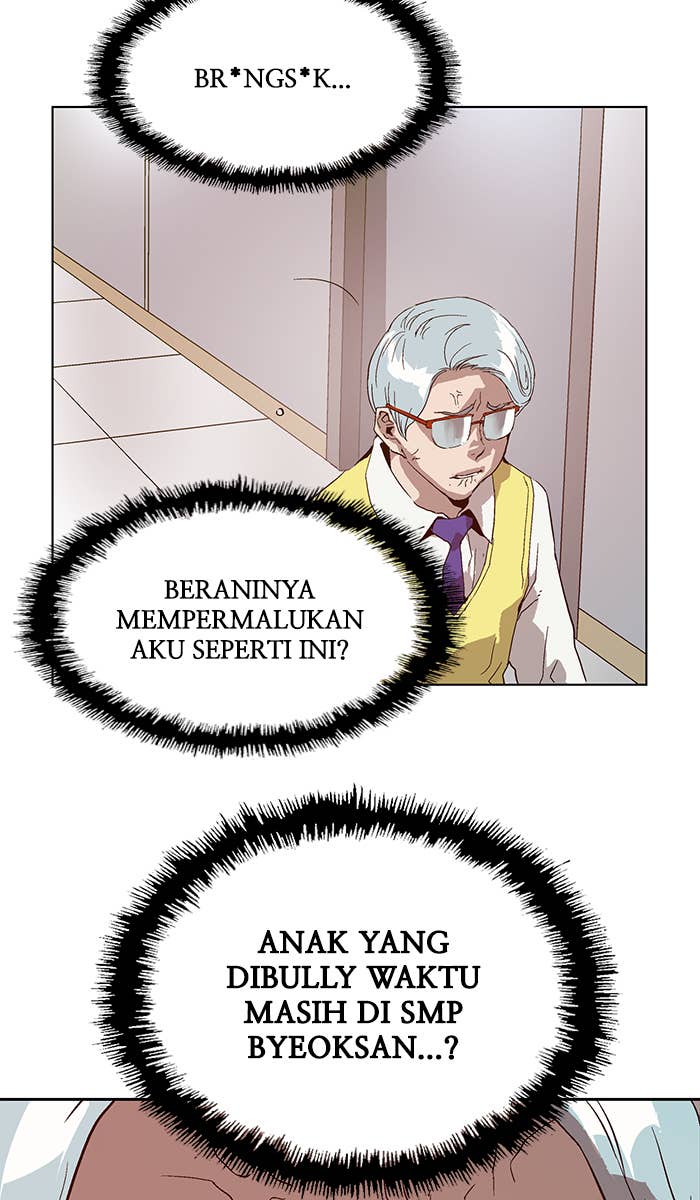 BR*NGS*K...
BERANINYA
MEMPERMALUKAN
AKU SEPERTI INI?
ANAK YANG
DIBULLY WAKTU
MASIH DI SMP
BYEOKSAN...?